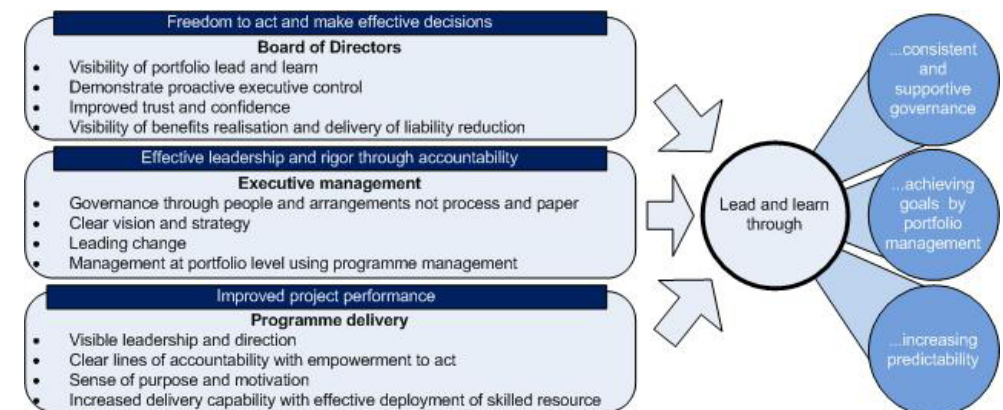 Freedom to act and make effective decisions
Board of Directors
• Visibility of portfolio lead and learn
• Demonstrate proactive executive control
• Improved trust and confidence
• Visibility of benefits realisation and delivery of liability reduction
Effective leadership and rigor through accountability
Executive management
• Governance through people and arrangements not process and paper
• Clear vision and strategy
• Leading change
• Management at portfolio level using programme management
Improved project performance
Programme delivery
• Visible leadership and direction
• Clear lines of accountability with empowerment to act
• Sense of purpose and motivation
• Increased delivery capability with effective deployment of skilled resource
Lead and learn
through
...consistent
and
supportive
governance
...achieving
goals by
portfolio
management
...increasing
predictability